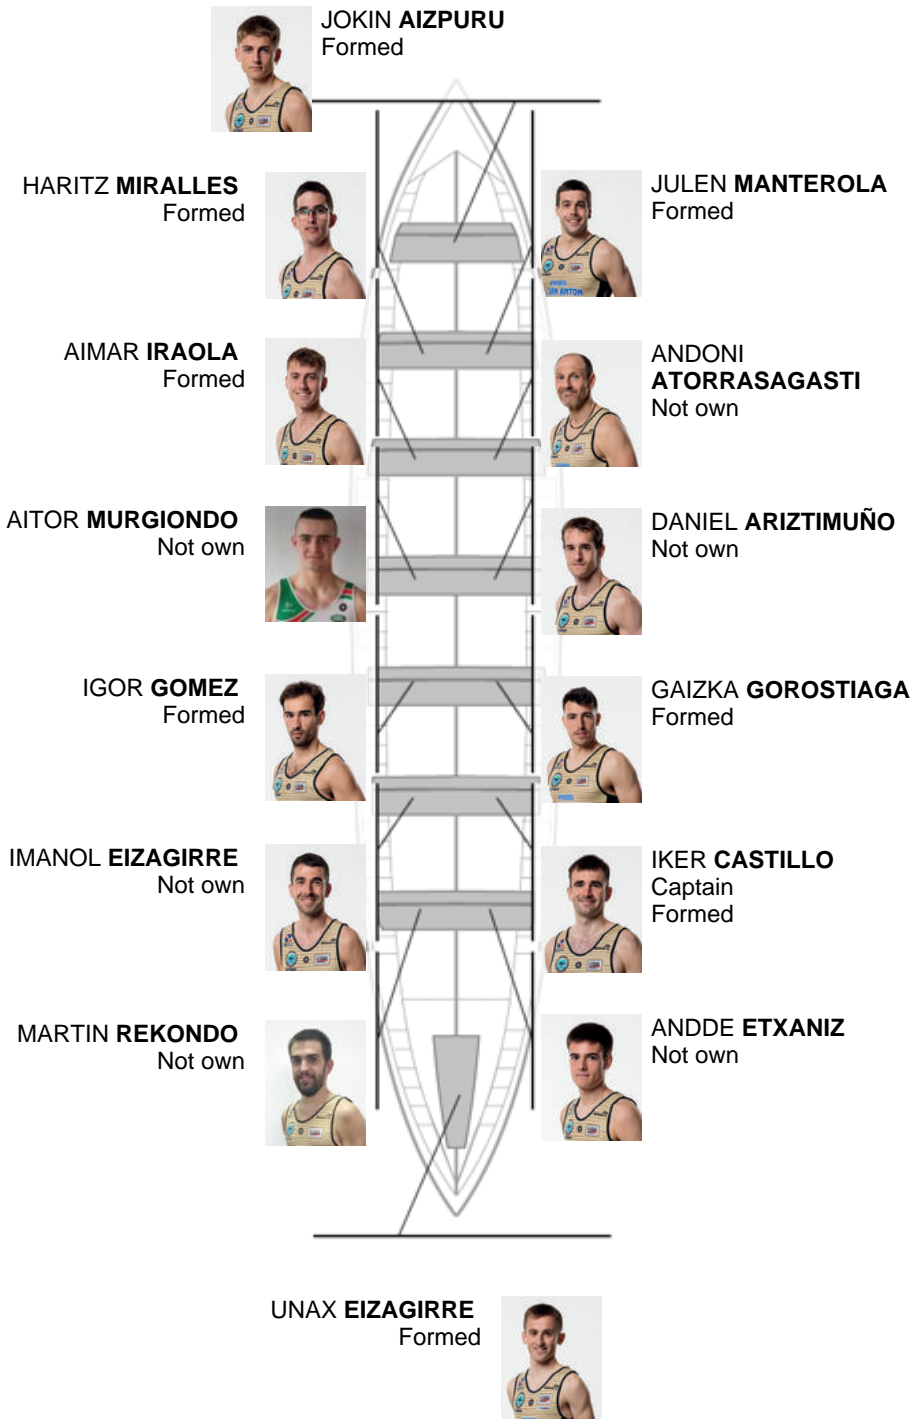 JOKIN AIZPURU
Formed
HARITZ MIRALLES
Formed
JULEN MANTEROLA
Formed
AIMAR IRAOLA
Formed
ANDONI
ATORRASAGASTI
Not own
AITOR MURGIONDO
Not own
DANIEL ARIZTIMUÑO
Not own
IGOR GOMEZ
Formed
GAIZKA GOROSTIAGA
Formed
IMANOL EIZAGIRRE
Not own
IKER CASTILLO
Captain
Formed
MARTIN REKONDO
Not own
ANDDE ETXANIZ
Not own
UNAX EIZAGIRRE
Formed